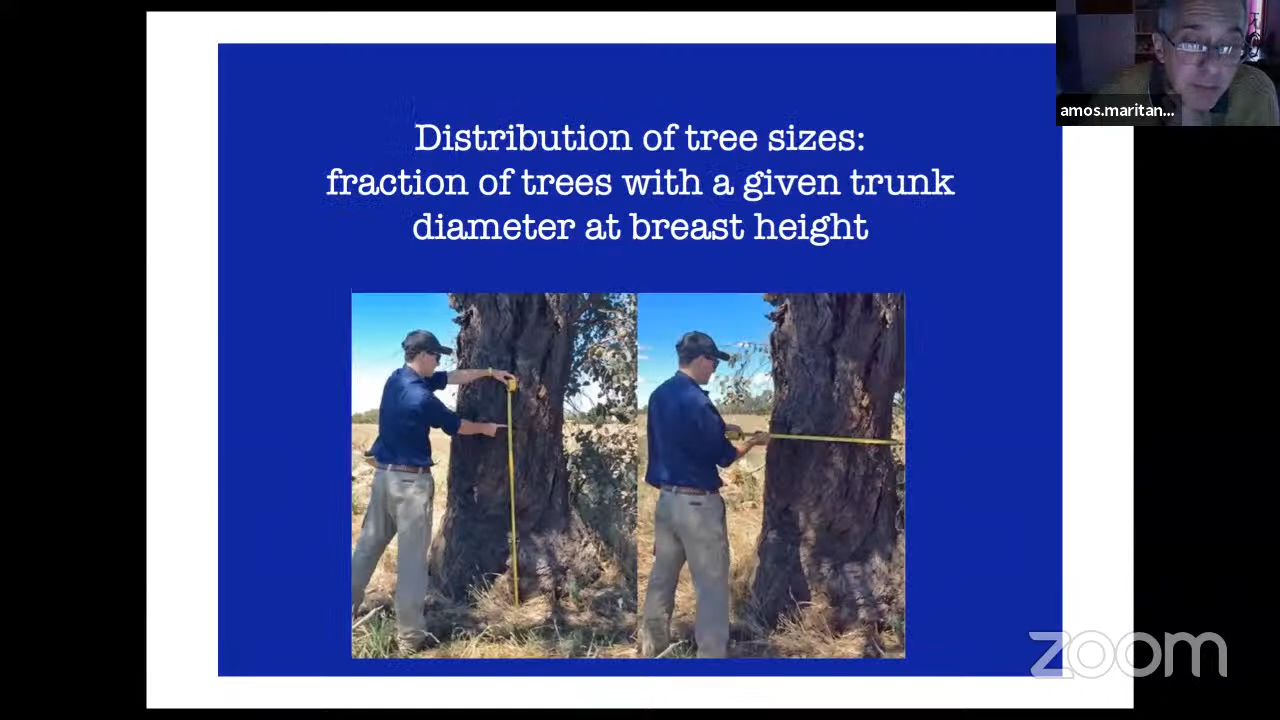 Distribution of tree sizes:
fraction of trees with a given trunk
diameter at breast height
amos.maritan...
zoom